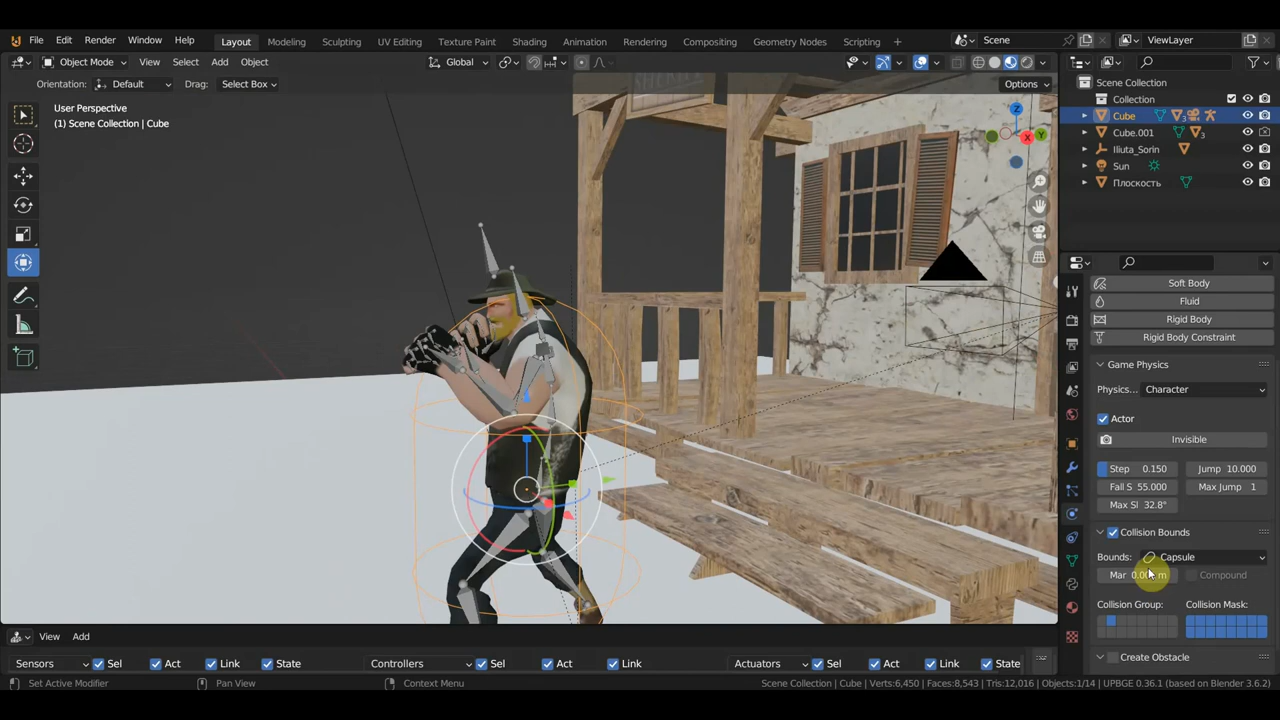 File Edit Render Window Help Layout Modeling Sculpting UV Editing Texture Paint Shading Animation Rendering Compositing Geometry Nodes Scripting + Scene ViewLayer
Object Mode View Select Add Object Global
Orientation: Default Drag: Select Box Options
User Perspective
(1) Scene Collection | Cube
Z
X
Y
Scene Collection
Collection
Cube
3
Cube.001
3
Iliuta_Sorin
Sun
Плоскость
Soft Body
Fluid
Rigid Body
Rigid Body Constraint
Game Physics
Physics... Character
Actor
Invisible
Step 0.150 Jump 10.000
Fall S 55.000 Max Jump 1
Max Sl 32.8°
Collision Bounds
Bounds: Capsule
Mar Compound
Collision Group: Collision Mask:
Create Obstacle
View Add
Sensors Sel Act Link State Controllers Sel Act Link Actuators Sel Act Link State
Set Active Modifier Pan View Context Menu Scene Collection | Cube | Verts:6,450 | Faces:8,543 | Tris:12,016 | Objects:1/14 | UPBGE 0.36.1 (based on Blender 3.6.2)